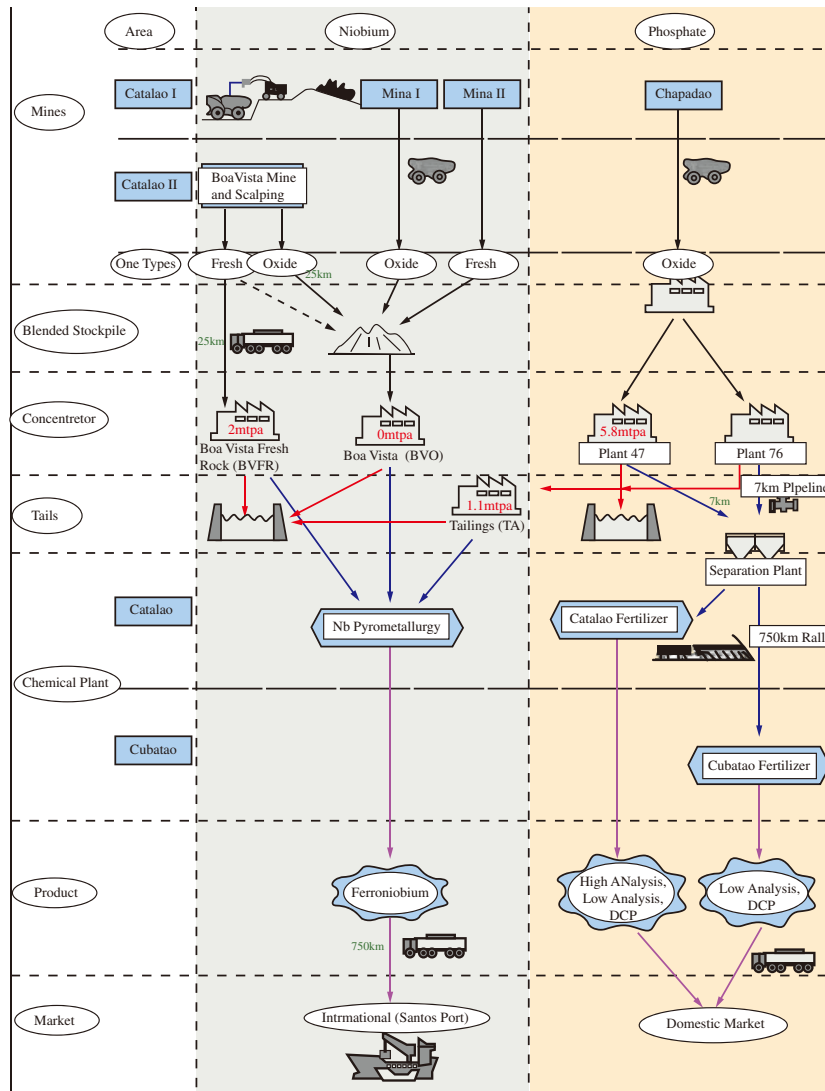 Area
Niobium
Phosphate
Mines
Catalao I
Mina I
Mina II
Chapadao
Catalao II
BoaVista Mine
and Scalping
One Types
Fresh
Oxide
25km
Oxide
Fresh
Oxide
Blended Stockpile
25km
Concentretor
2mtpa
Boa Vista Fresh
Rock (BVFR)
0mtpa
Boa Vista (BVO)
5.8mtpa
Plant 47
Plant 76
Tails
1.1mtpa
Tailings (TA)
7km
7km Plpeline
Separation Plant
Catalao
Nb Pyrometallurgy
Catalao Fertilizer
750km Rall
Chemical Plant
Cubatao
Cubatao Fertilizer
Product
Ferroniobium
High ANalysis,
Low Analysis,
DCP
Low Analysis,
DCP
750km
Market
Intrmational (Santos Port)
Domestic Market